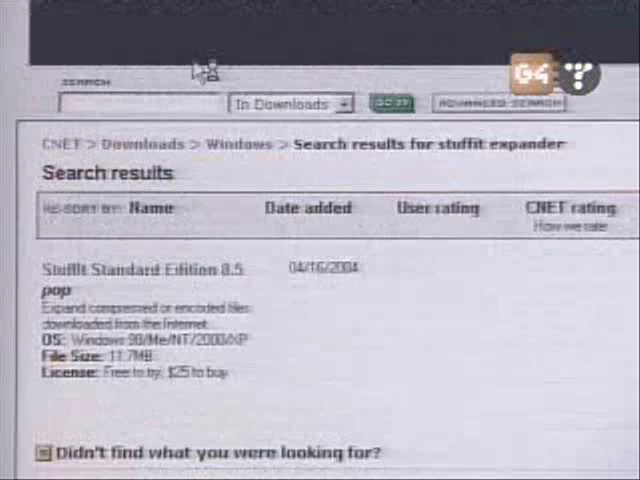 G4
SEARCH
In Downloads
GO !!
ADVANCED SEARCH
CNET > Downloads > Windows > Search results for stuffit expander
Search results
RE-SORT BY: Name Date added User rating CNET rating
How we rate
StuffIt Standard Edition 8.5 04/16/2004
pop
Expand compressed or encoded files
downloaded from the Internet.
OS: Windows 98/Me/NT/2000/XP
File Size: 11.7MB
License: Free to try; $25 to buy
Didn't find what you were looking for?